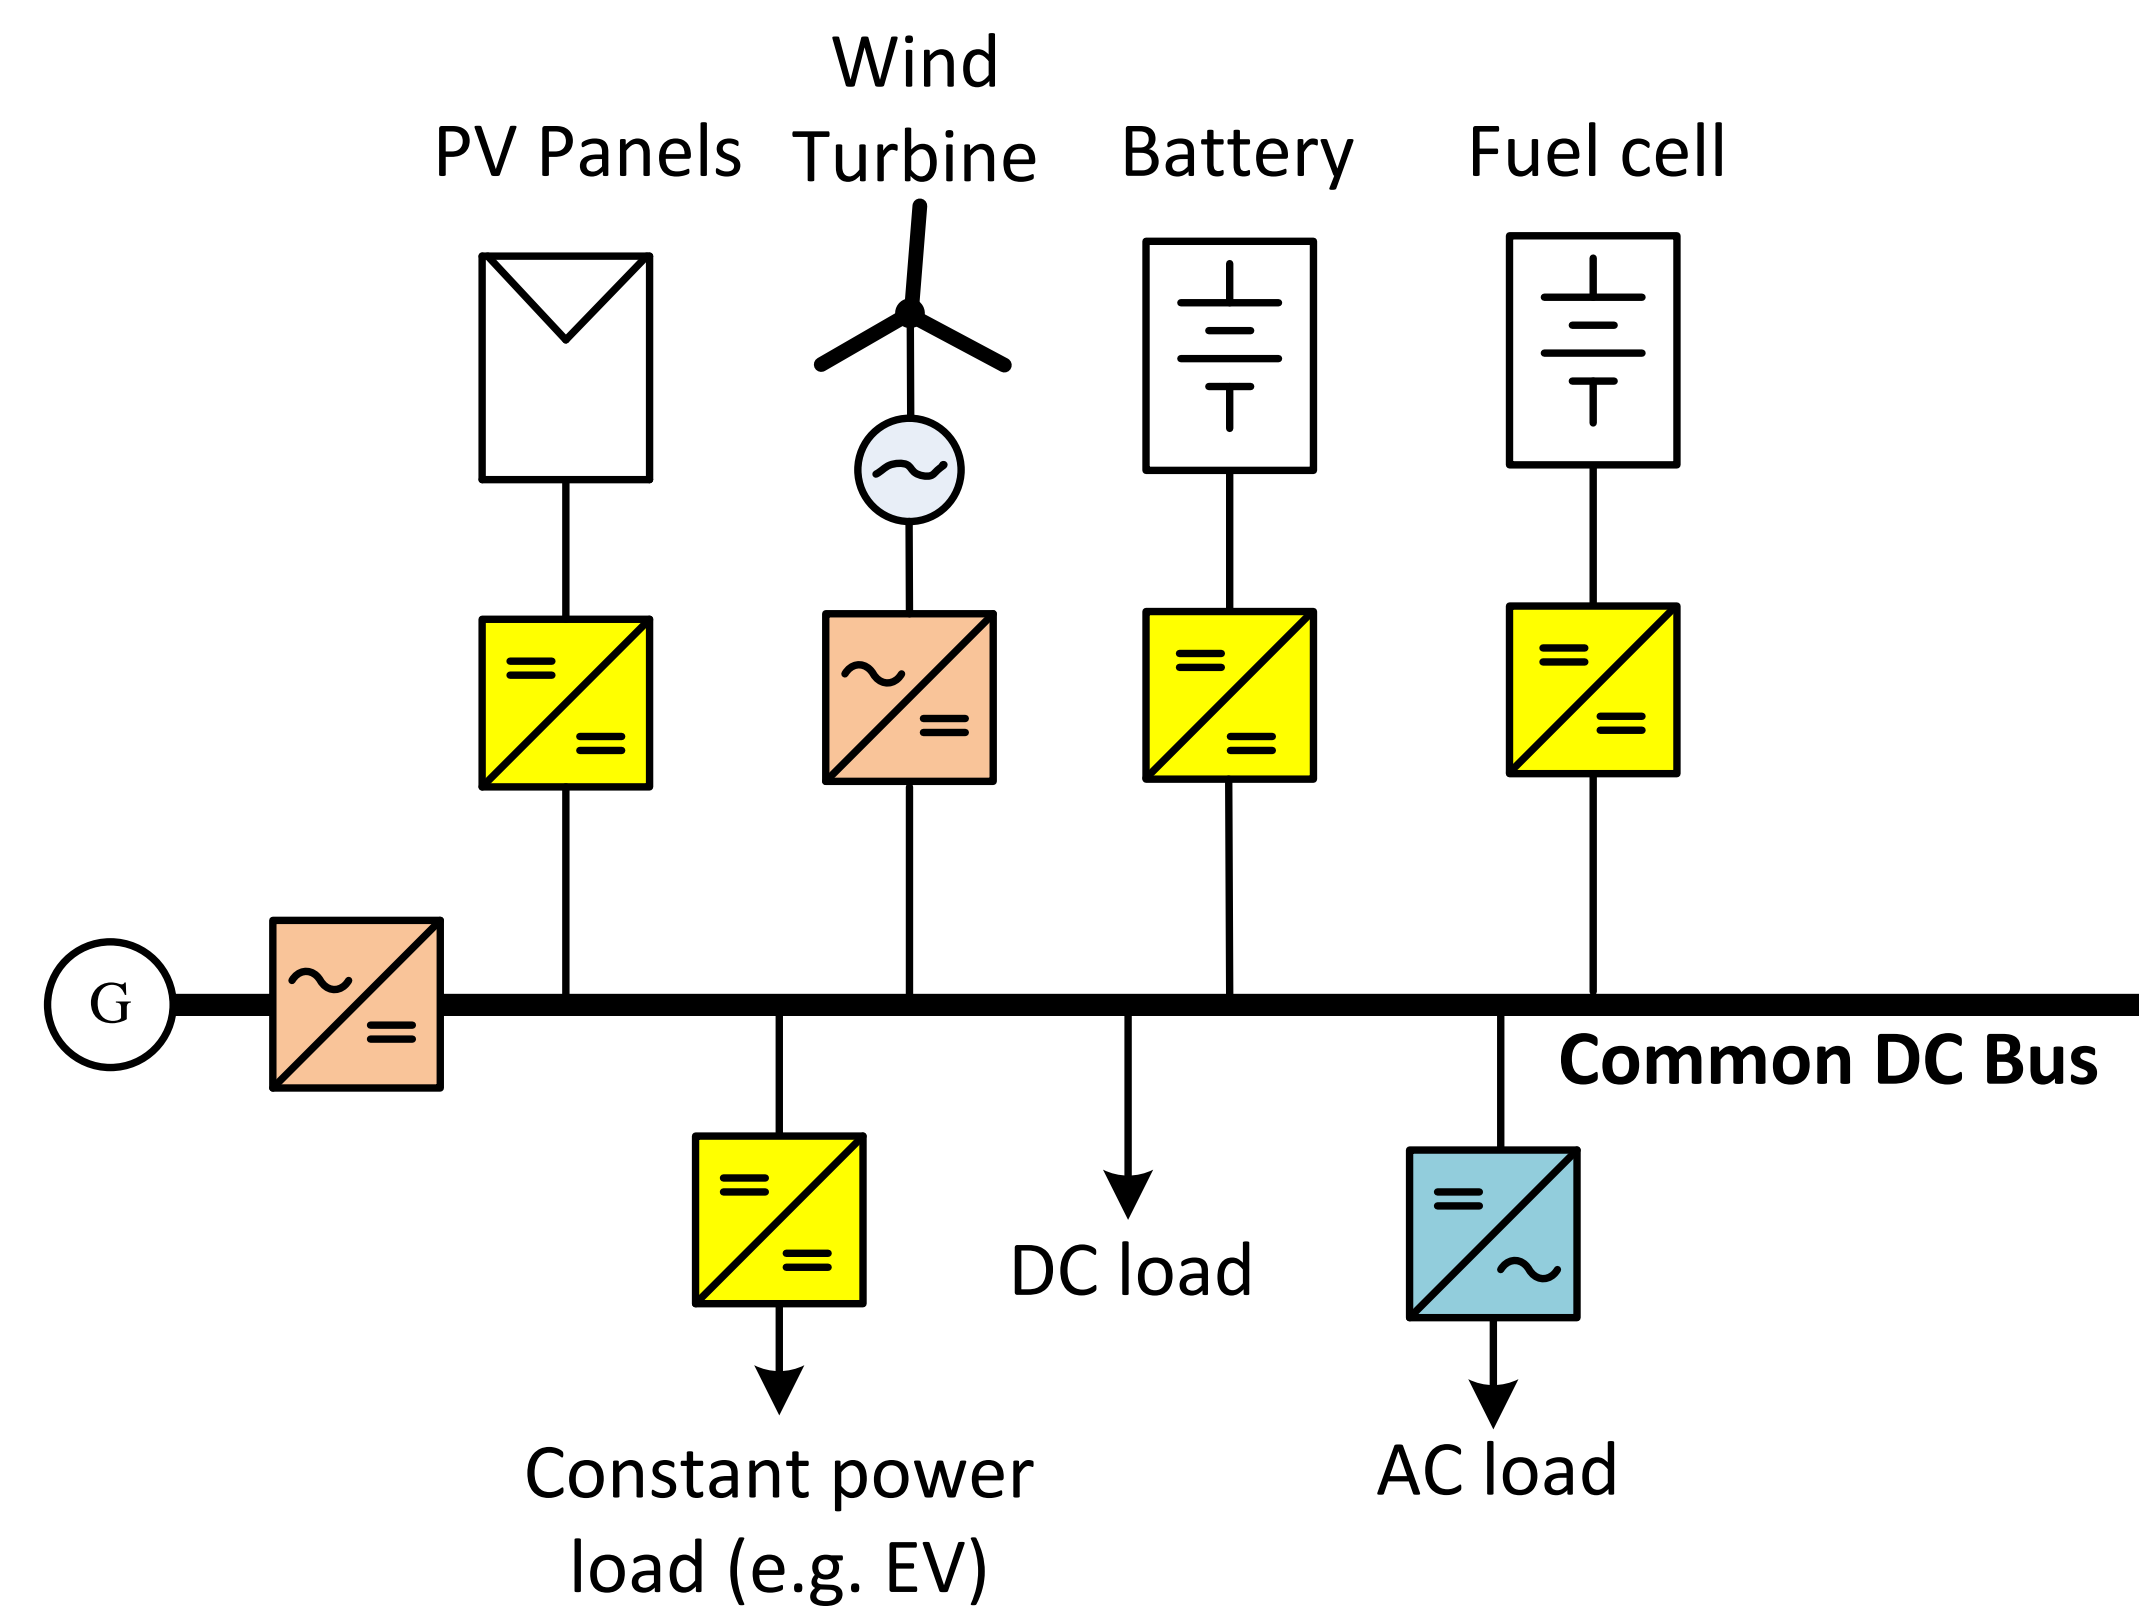 Wind
PV Panels
Turbine
Battery
Fuel cell
G
Common DC Bus
DC load
Constant power
load (e.g. EV)
AC load